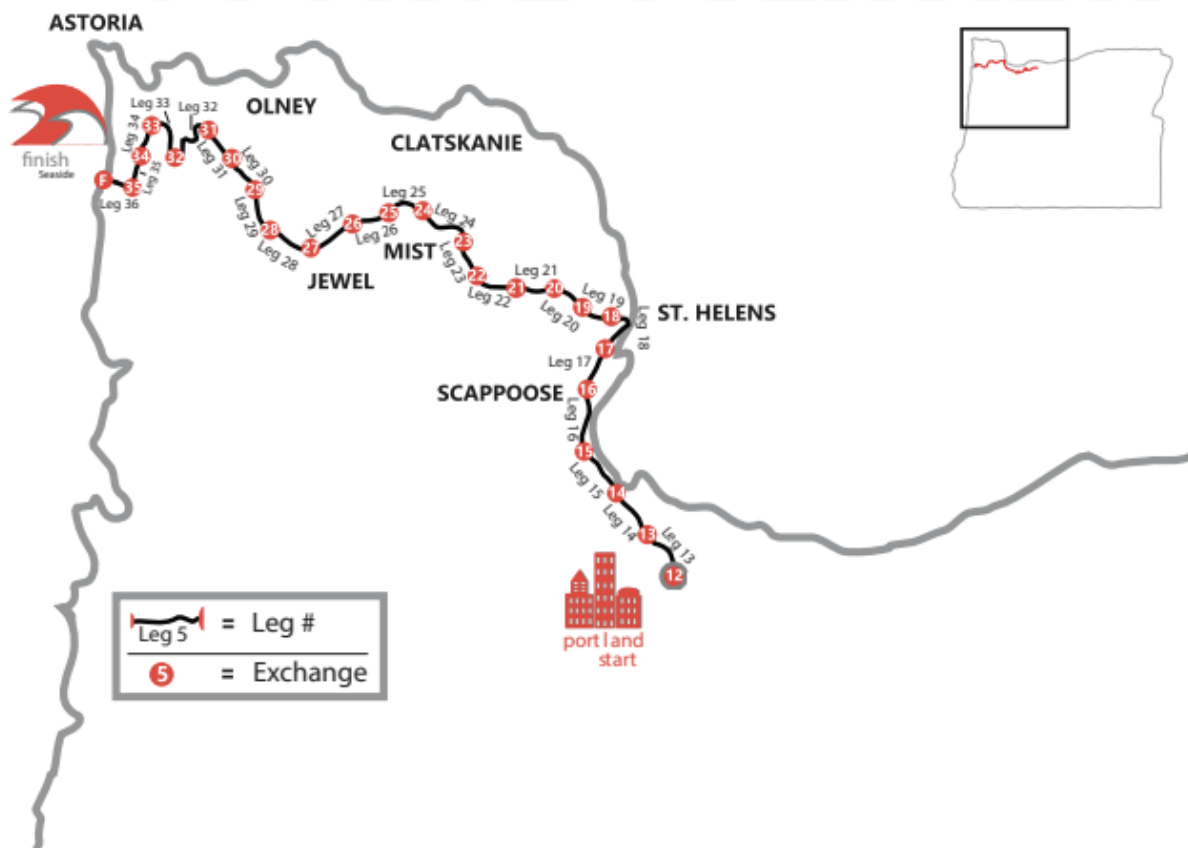 ASTORIA
OLNEY
CLATSKANIE
finish
Seaside
Leg 33
Leg 32
Leg 34
33
31
34
32
Leg 31
30
Leg 30
Leg 35
F
35
29
Leg 36
Leg 29
28
Leg 28
27
Leg 27
26
Leg 26
25
Leg 25
24
Leg 24
MIST
JEWEL
23
Leg 23
22
Leg 22
21
Leg 21
20
Leg 20
19
Leg 19
18
Leg 18
ST. HELENS
17
Leg 17
SCAPPOOSE
16
Leg 16
15
Leg 15
14
Leg 14
13
Leg 13
12
portland
start
Leg 5 = Leg #
5 = Exchange